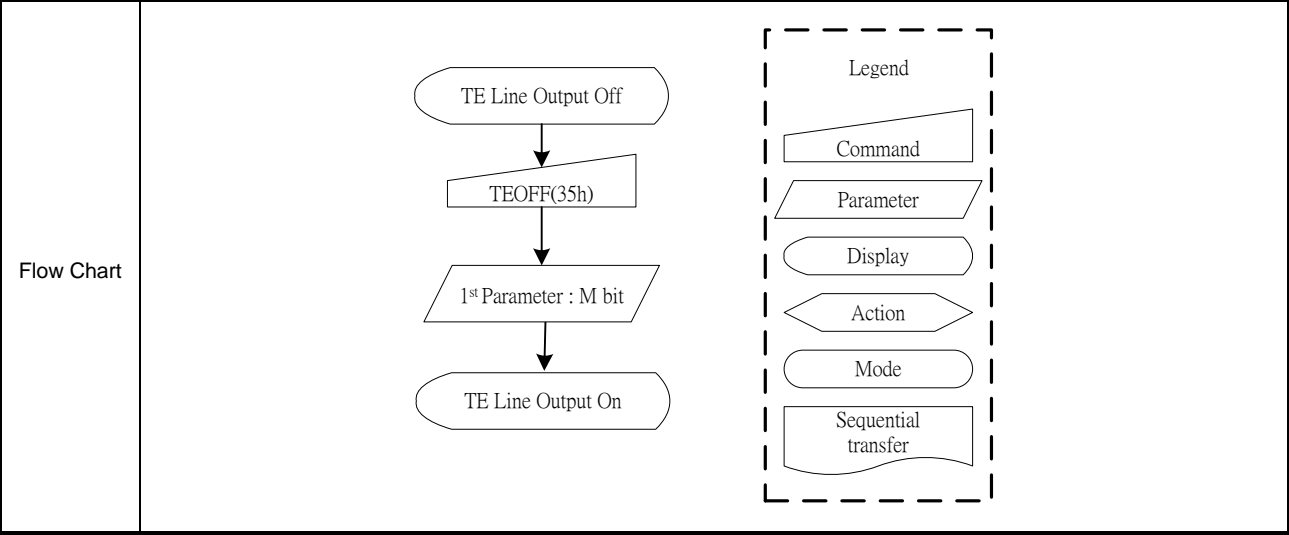 Flow Chart
TE Line Output Off
TEOFF(35h)
1st Parameter : M bit
TE Line Output On
Legend
Command
Parameter
Display
Action
Mode
Sequential
transfer